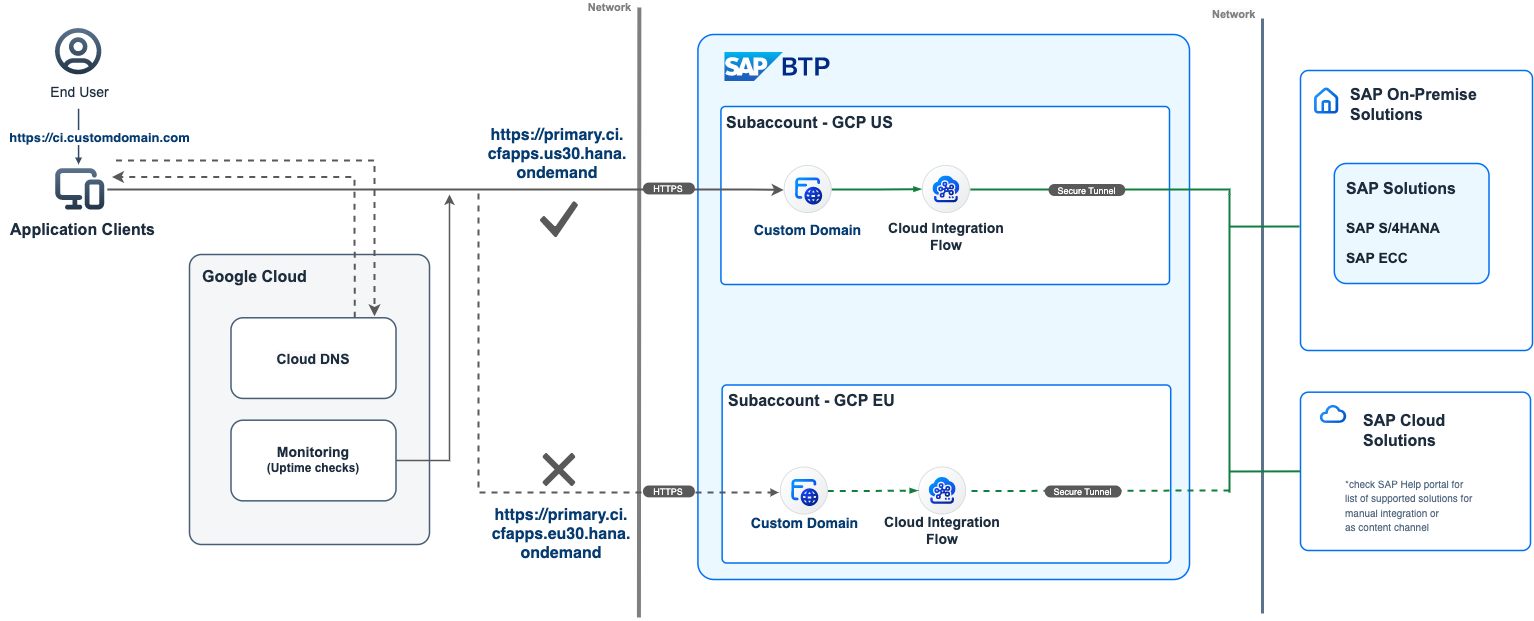 Network
Network
End User
https://ci.customdomain.com
Application Clients
https://primary.ci.
cfapps.us30.hana.
ondemand
HTTPS
Google Cloud
Cloud DNS
Monitoring
(Uptime checks)
HTTPS
https://primary.ci.
cfapps.eu30.hana.
ondemand
SAP BTP
Subaccount - GCP US
Custom Domain
Cloud Integration
Flow
Secure Tunnel
Subaccount - GCP EU
Custom Domain
Cloud Integration
Flow
Secure Tunnel
SAP On-Premise
Solutions
SAP Solutions
SAP S/4HANA
SAP ECC
SAP Cloud
Solutions
*check SAP Help portal for
list of supported solutions for
manual integration or
as content channel